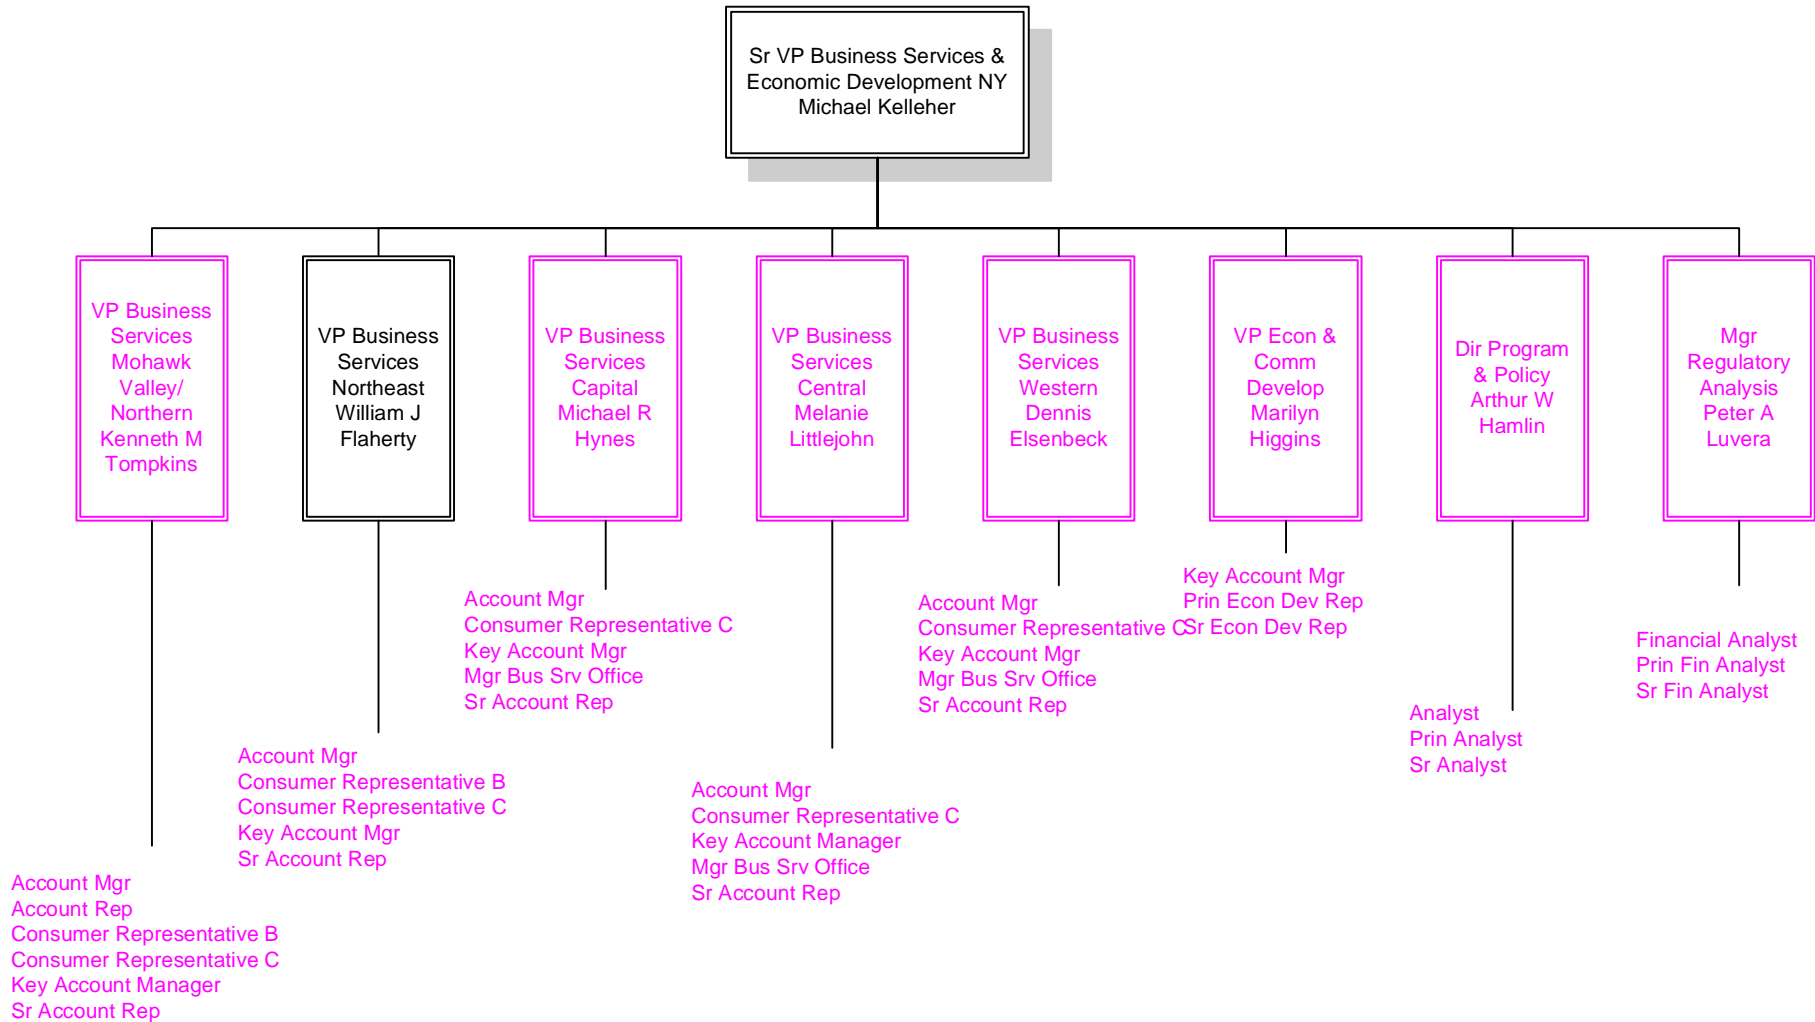 Sr VP Business Services &
Economic Development NY
Michael Kelleher
VP Business
Services
Mohawk
Valley/
Northern
Kenneth M
Tompkins
VP Business
Services
Northeast
William J
Flaherty
VP Business
Services
Capital
Michael R
Hynes
VP Business
Services
Central
Melanie
Littlejohn
VP Business
Services
Western
Dennis
Elsenbeck
VP Econ &
Comm
Develop
Marilyn
Higgins
Dir Program
& Policy
Arthur W
Hamlin
Mgr
Regulatory
Analysis
Peter A
Luvera
Account Mgr
Account Rep
Consumer Representative B
Consumer Representative C
Key Account Manager
Sr Account Rep
Account Mgr
Consumer Representative B
Consumer Representative C
Key Account Mgr
Sr Account Rep
Account Mgr
Consumer Representative C
Key Account Mgr
Mgr Bus Srv Office
Sr Account Rep
Account Mgr
Consumer Representative C
Key Account Manager
Mgr Bus Srv Office
Sr Account Rep
Account Mgr
Consumer Representative C
Key Account Mgr
Mgr Bus Srv Office
Sr Account Rep
Key Account Mgr
Prin Econ Dev Rep
Sr Econ Dev Rep
Analyst
Prin Analyst
Sr Analyst
Financial Analyst
Prin Fin Analyst
Sr Fin Analyst